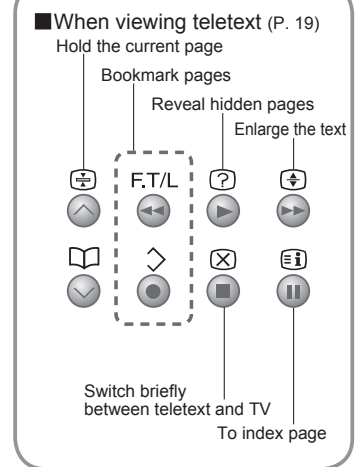 ■When viewing teletext (P. 19)
Hold the current page
Bookmark pages
Reveal hidden pages
Enlarge the text
F.T/L ?
i
Switch briefly
between teletext and TV
To index page